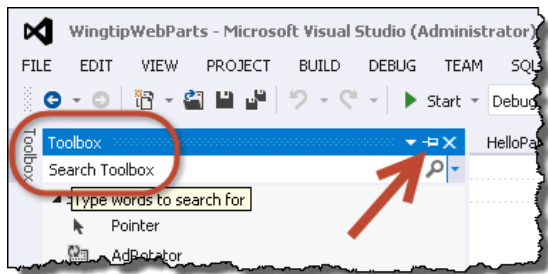 WingtipWebParts - Microsoft Visual Studio (Administrator)
FILE EDIT VIEW PROJECT BUILD DEBUG TEAM SQL
Start Debug
Toolbox
Toolbox HelloPa
Search Toolbox
Type words to search for
Pointer
AdRotator